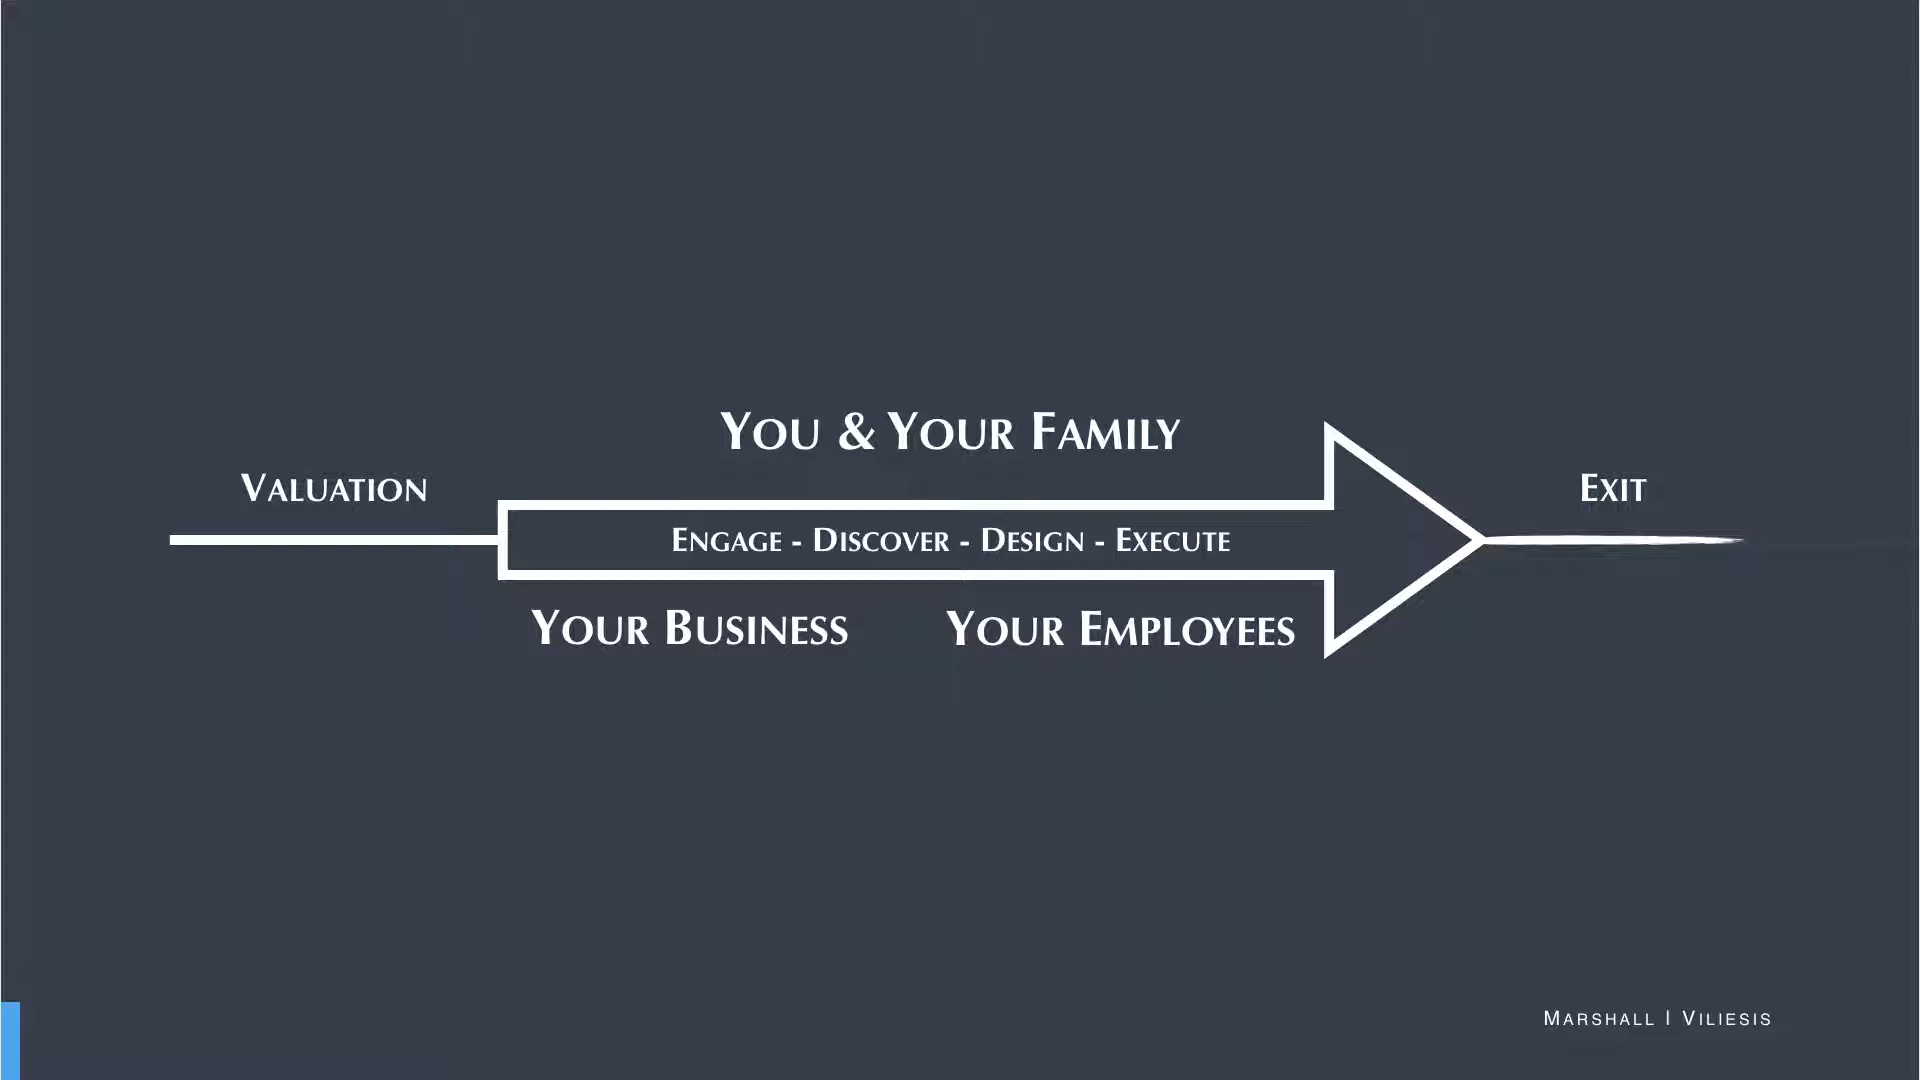 You & Your Family
Valuation
Exit
Engage - Discover - Design - Execute
Your Business
Your Employees
Marshall | Viliesis